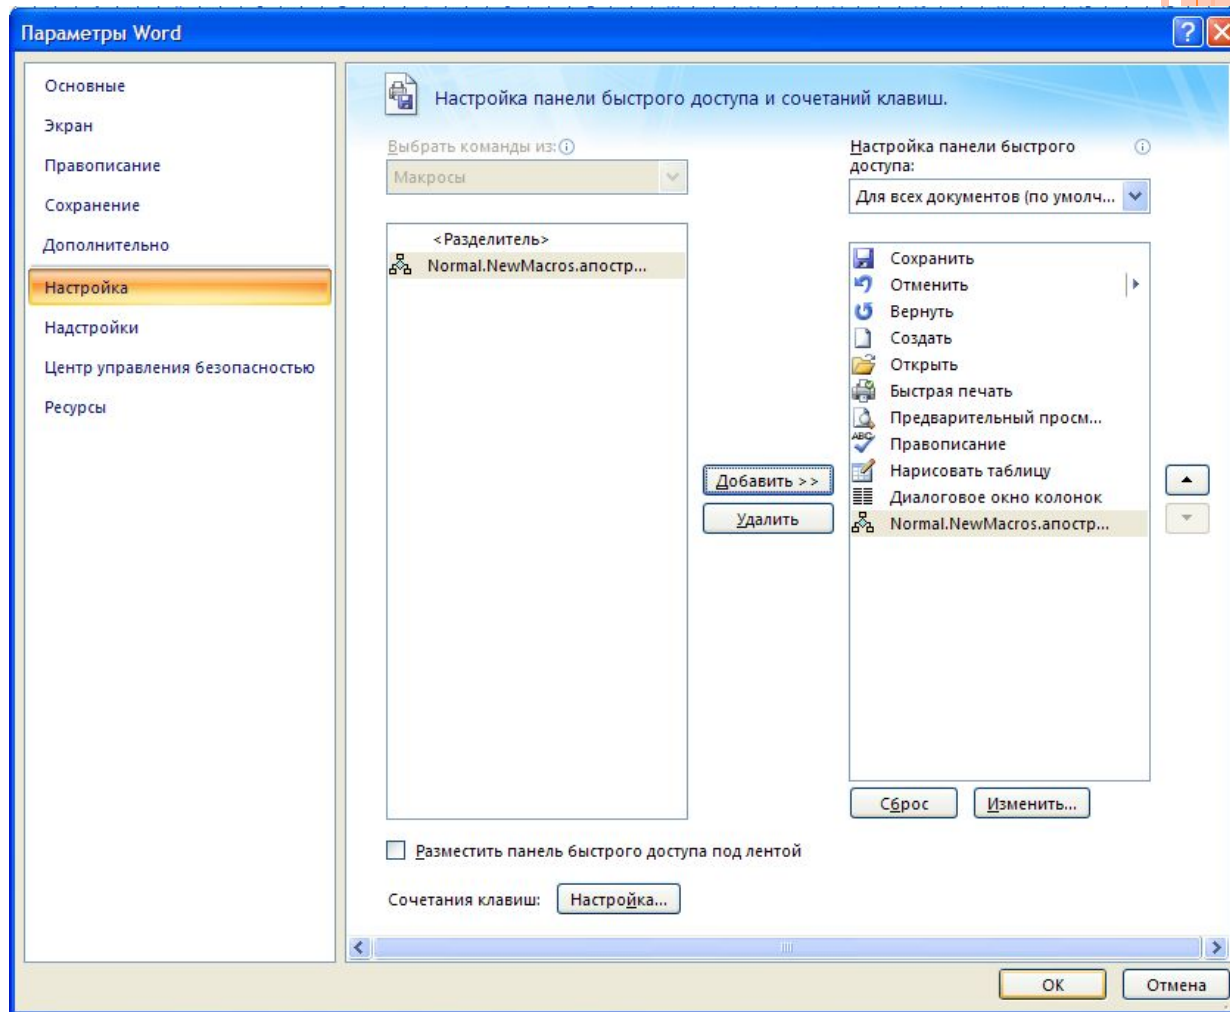 Параметры Word
Основные
Экран
Правописание
Сохранение
Дополнительно
Настройка
Надстройки
Центр управления безопасностью
Ресурсы
Настройка панели быстрого доступа и сочетаний клавиш.
Выбрать команды из:
Макросы
<Разделитель>
Normal.NewMacros.апостр...
Добавить >>
Удалить
Настройка панели быстрого
доступа:
Для всех документов (по умолч...
Сохранить
Отменить
Вернуть
Создать
Открыть
Быстрая печать
Предварительный просм...
Правописание
Нарисовать таблицу
Диалоговое окно колонок
Normal.NewMacros.апостр...
Сброс
Изменить...
Разместить панель быстрого доступа под лентой
Сочетания клавиш:
Настройка...
ОК
Отмена